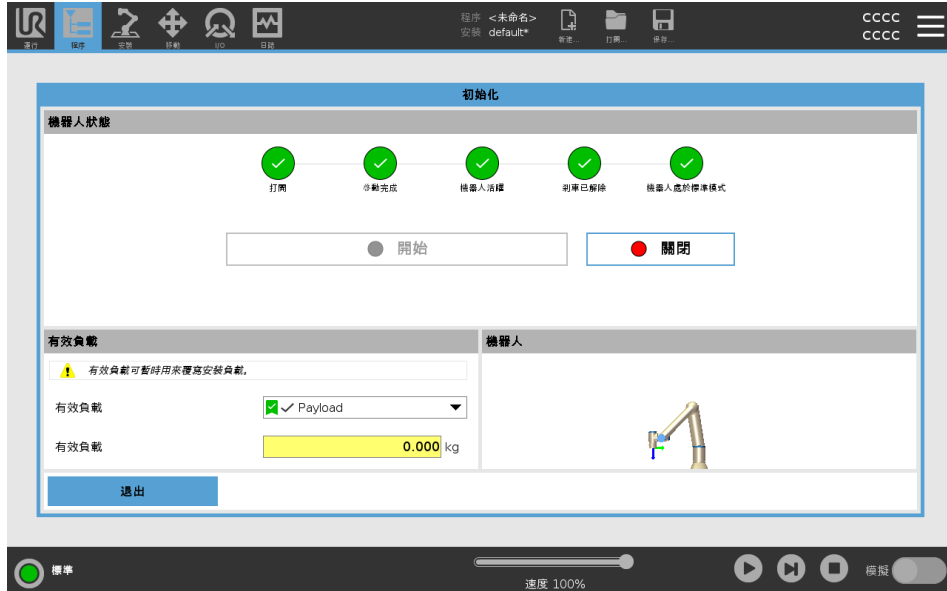 程序 <未命名>
安裝 default*
cccc
cccc
運行
程序
安裝
移動
I/O
日誌
新建...
打開...
保存...
初始化
機器人狀態
打開
啓動完成
機器人活躍
剎車已解除
機器人處於標準模式
開始
關閉
有效負載
機器人
有效負載可暫時用來覆寫安裝負載。
有效負載
Payload
有效負載
0.000 kg
退出
標準
速度 100%
模擬